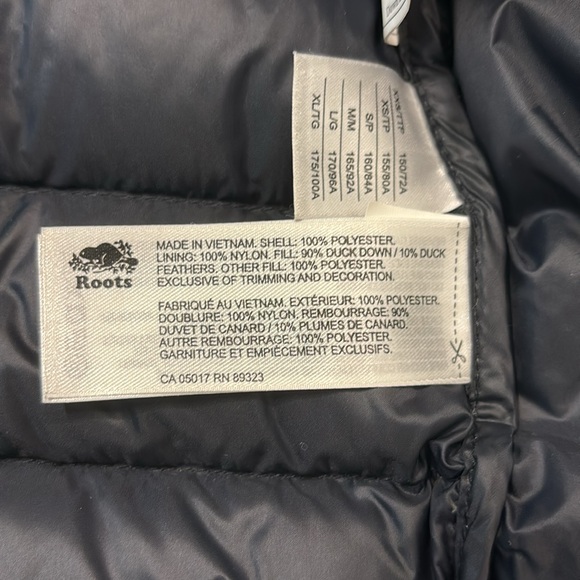 XXS/TTP 150/72A
XS/TP 155/80A
S/P 160/84A
M/M 165/92A
L/G 170/96A
XL/TG 175/100A
Roots
MADE IN VIETNAM. SHELL: 100% POLYESTER.
LINING: 100% NYLON. FILL: 90% DUCK DOWN / 10% DUCK
FEATHERS. OTHER FILL: 100% POLYESTER.
EXCLUSIVE OF TRIMMING AND DECORATION.
FABRIQUÉ AU VIETNAM. EXTÉRIEUR: 100% POLYESTER.
DOUBLURE: 100% NYLON. REMBOURRAGE: 90%
DUVET DE CANARD / 10% PLUMES DE CANARD.
AUTRE REMBOURRAGE: 100% POLYESTER.
GARNITURE ET EMPIÈCEMENT EXCLUSIFS.
CA 05017 RN 89323